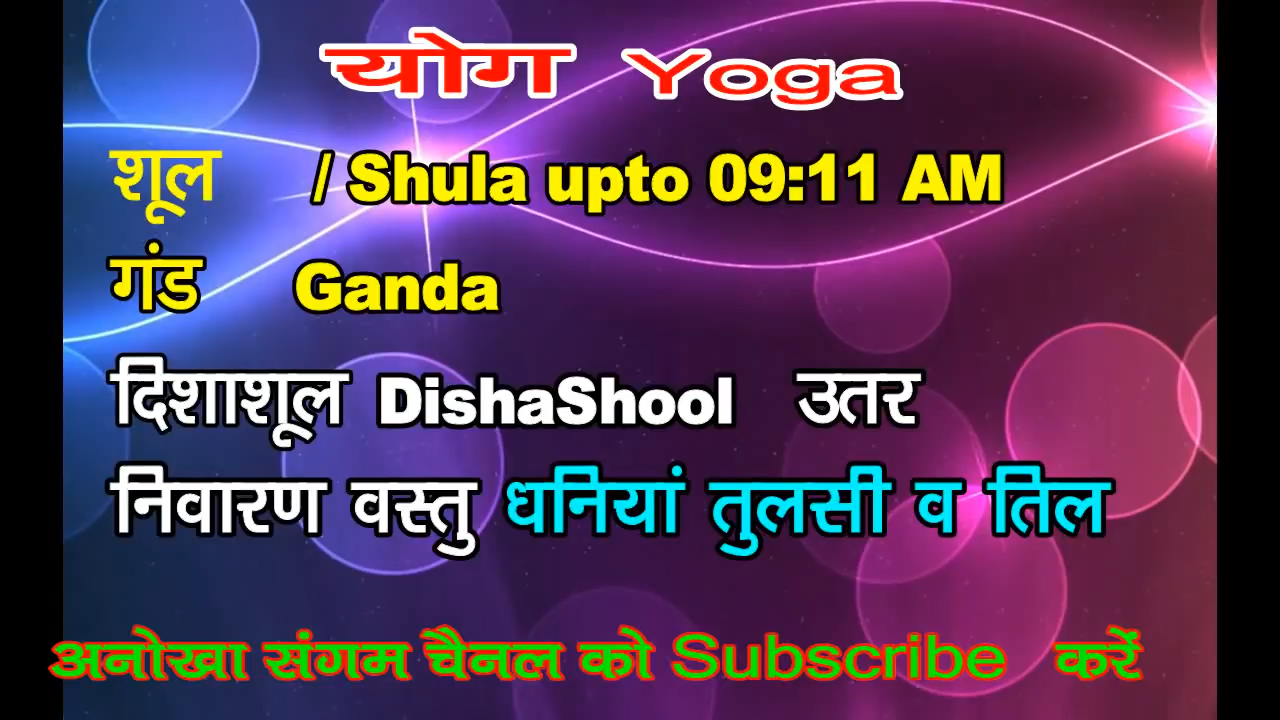 योग Yoga
शूल / Shula upto 09:11 AM
गंड Ganda
दिशाशूल DishaShool उतर
निवारण वस्तु धनियां तुलसी व तिल
अनोखा संगम चैनल को Subscribe करें